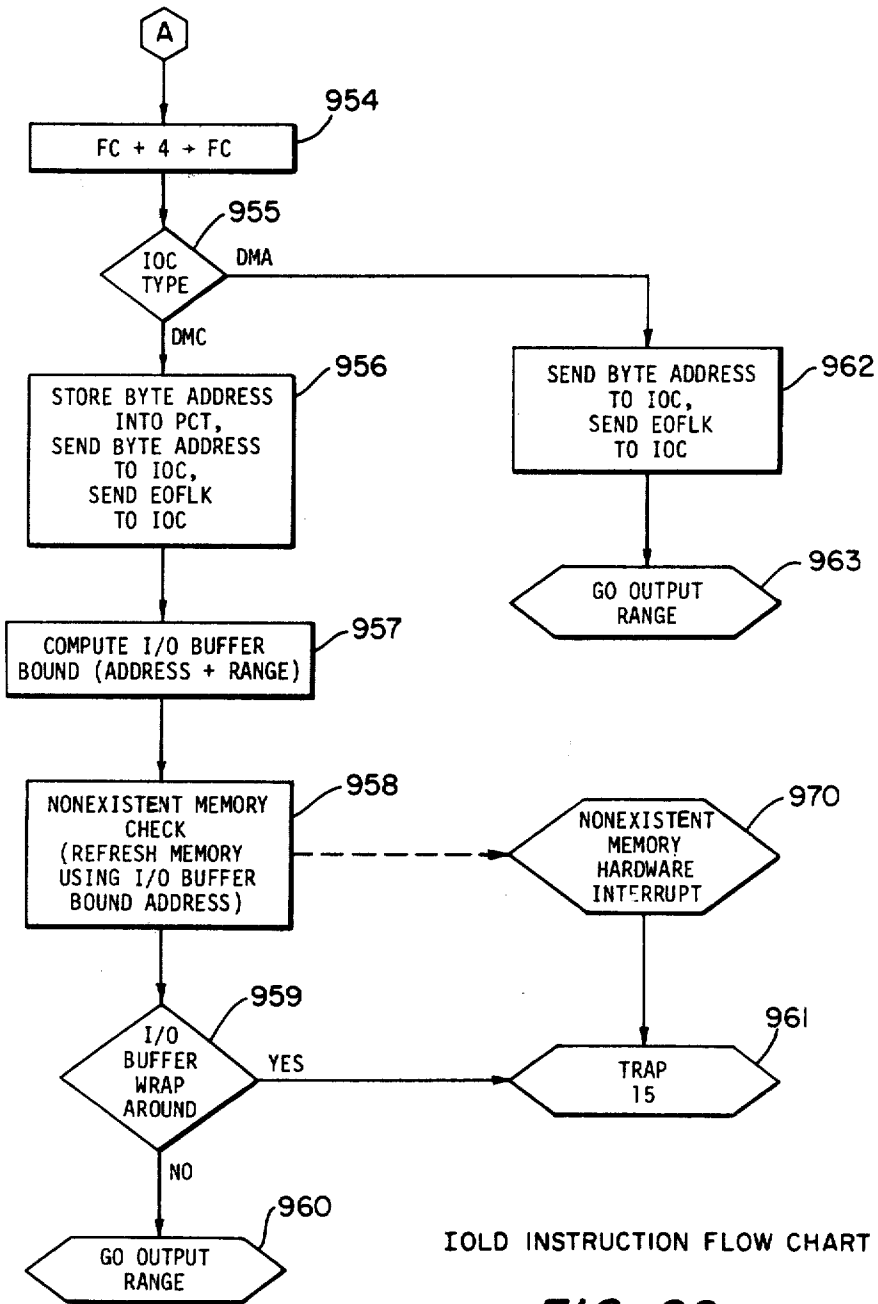 A
954
FC + 4 → FC
955
IOC
TYPE
DMA
DMC
956
STORE BYTE ADDRESS
INTO PCT,
SEND BYTE ADDRESS
TO IOC,
SEND EOFLK
TO IOC
962
SEND BYTE ADDRESS
TO IOC,
SEND EOFLK
TO IOC
963
GO OUTPUT
RANGE
957
COMPUTE I/O BUFFER
BOUND (ADDRESS + RANGE)
958
NONEXISTENT MEMORY
CHECK
(REFRESH MEMORY
USING I/O BUFFER
BOUND ADDRESS)
970
NONEXISTENT
MEMORY
HARDWARE
INTERRUPT
959
I/O
BUFFER
WRAP
AROUND
YES
NO
961
TRAP
15
960
GO OUTPUT
RANGE
IOLD INSTRUCTION FLOW CHART